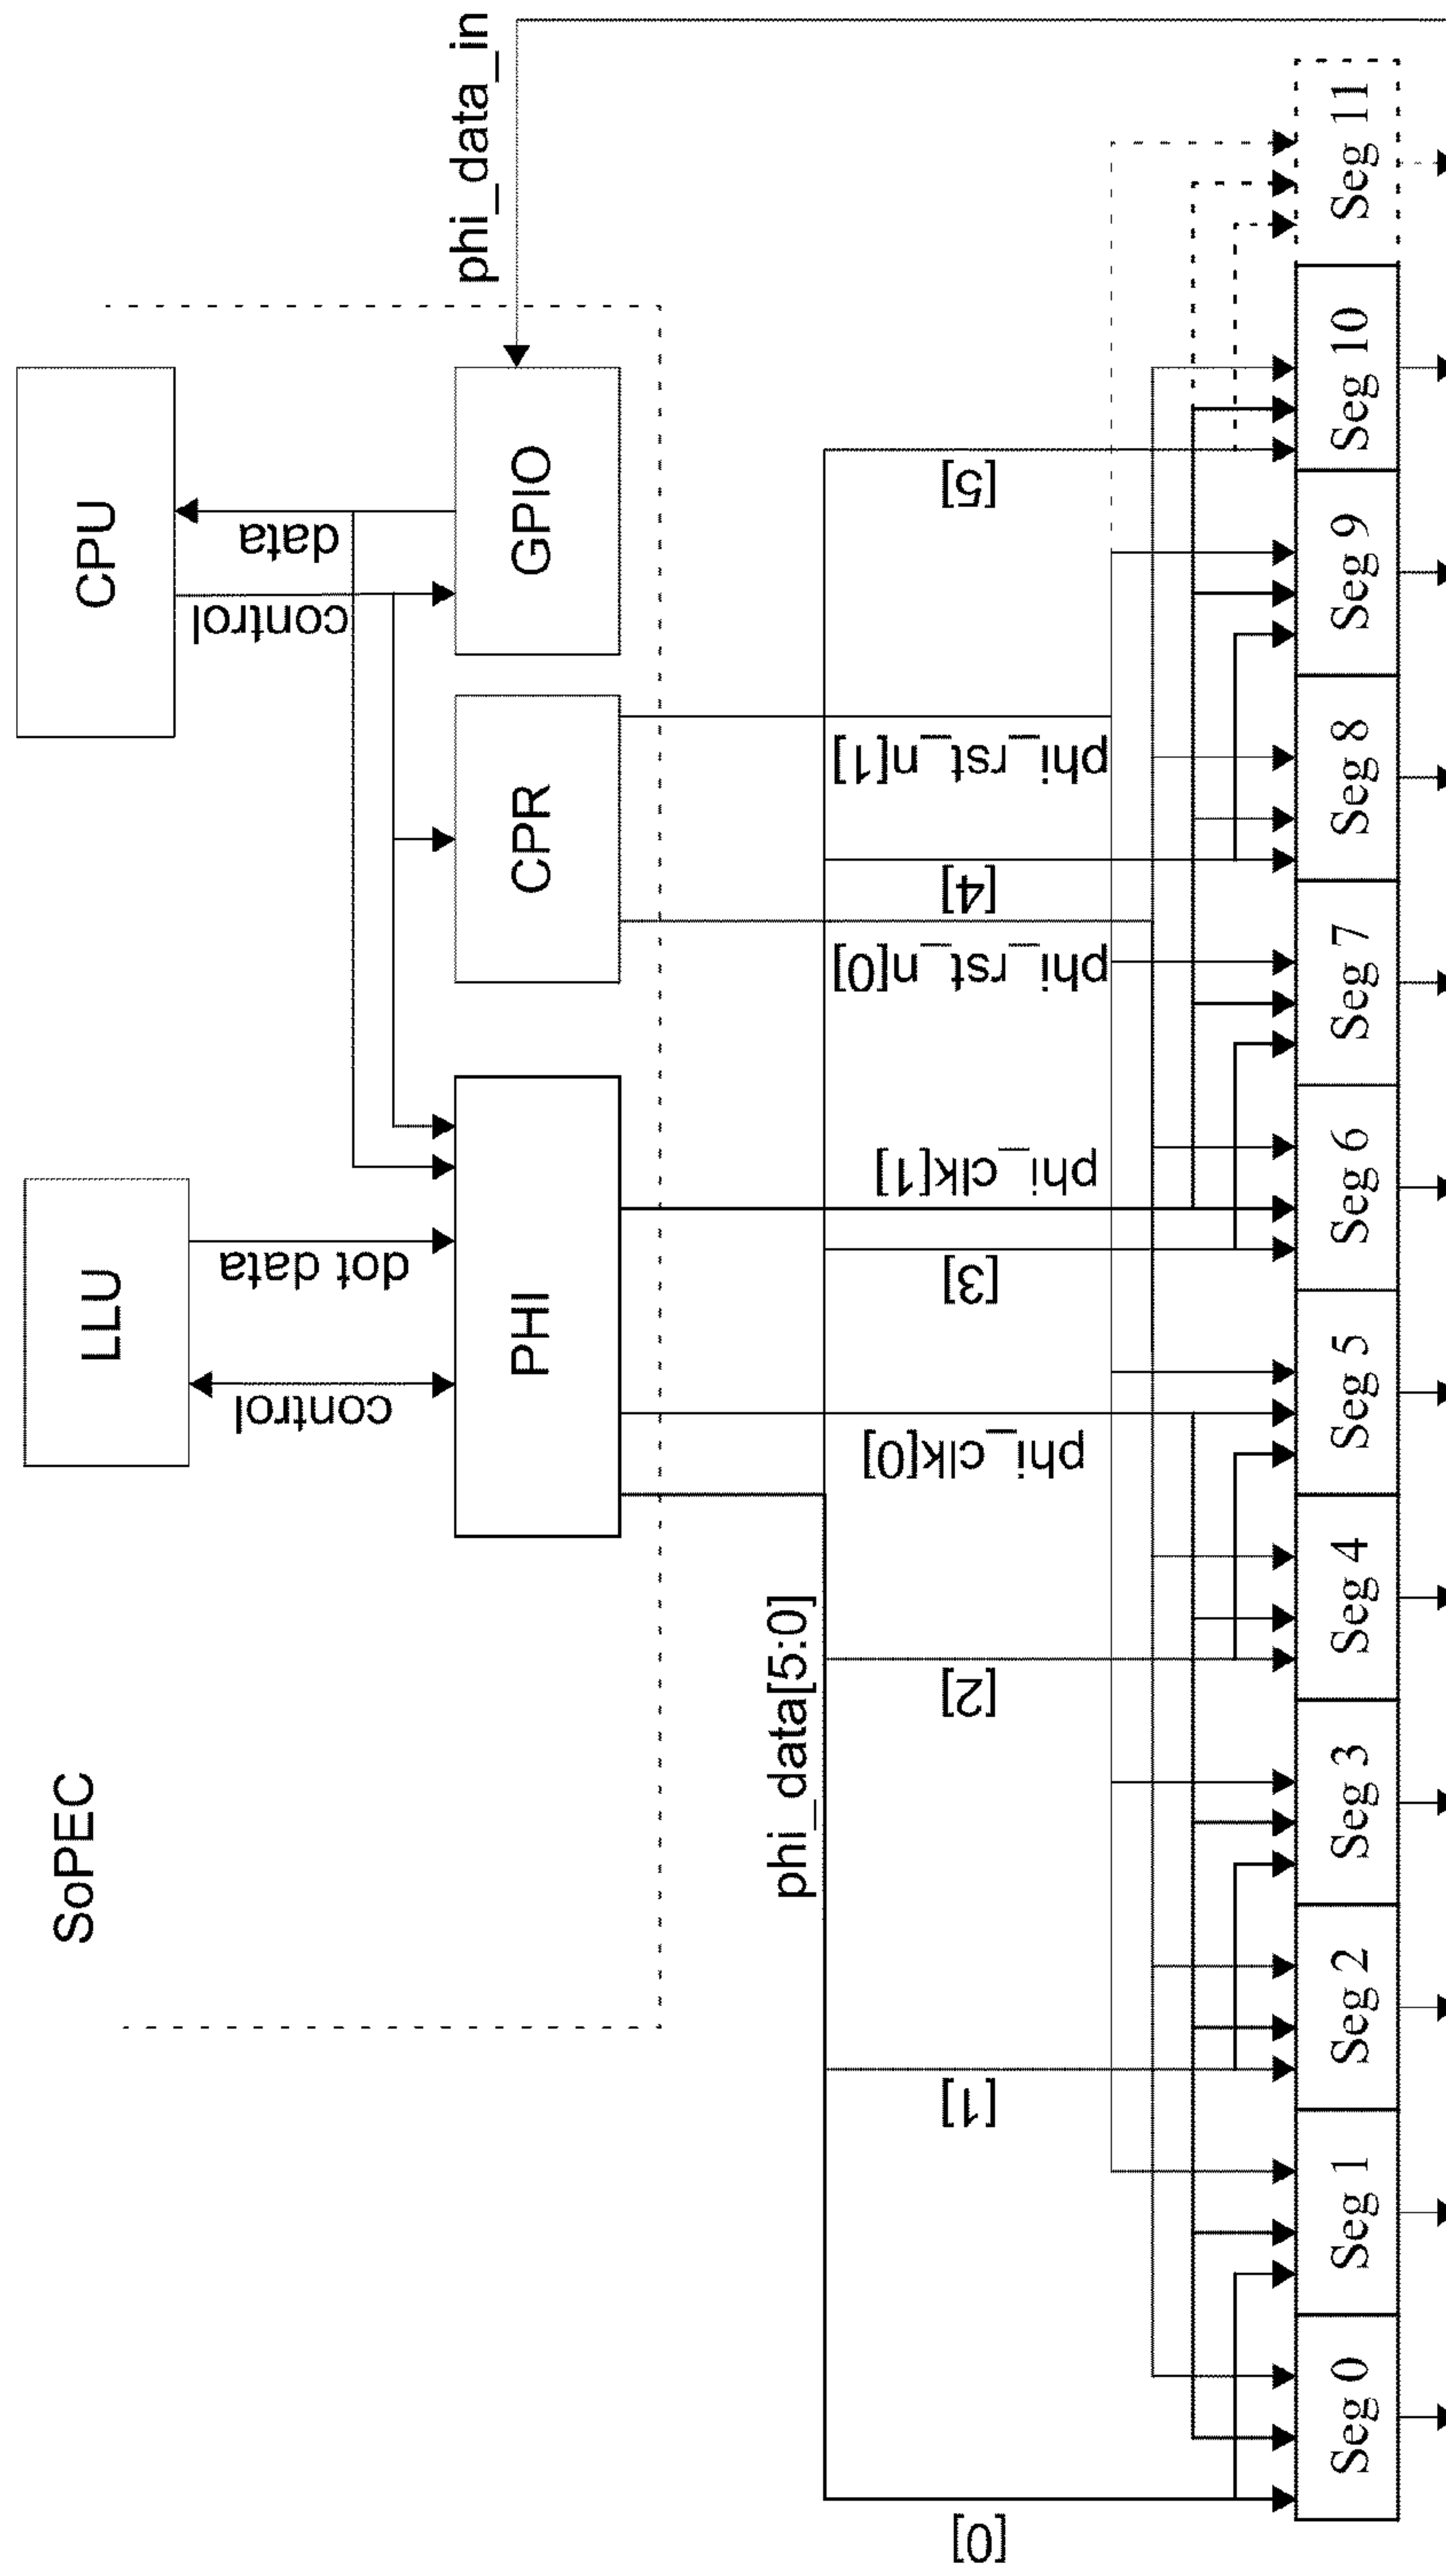 SoPEC
LLU
CPU
control
dot data
control
data
PHI
CPR
GPIO
phi_data_in
phi_data[5:0]
phi_clk[0]
phi_clk[1]
phi_rst_n[0]
phi_rst_n[1]
[0]
[1]
[2]
[3]
[4]
[5]
Seg 0
Seg 1
Seg 2
Seg 3
Seg 4
Seg 5
Seg 6
Seg 7
Seg 8
Seg 9
Seg 10
Seg 11